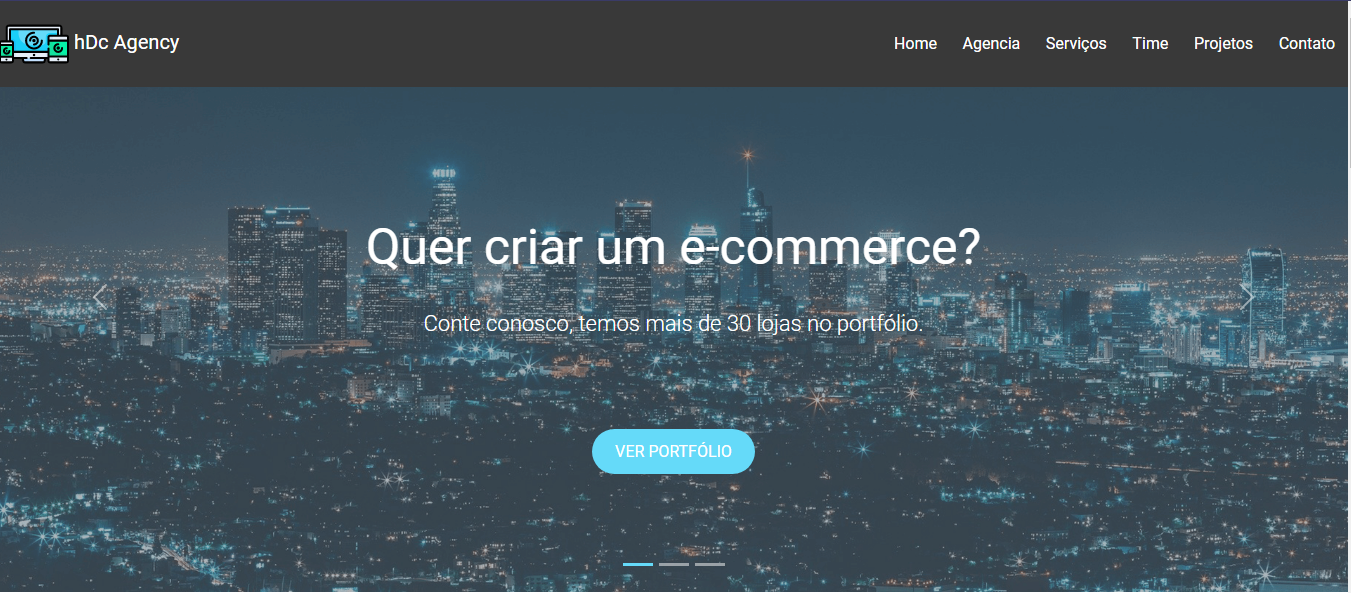 hDc Agency
Home Agencia Serviços Time Projetos Contato
Quer criar um e-commerce?
Conte conosco, temos mais de 30 lojas no portfólio.
VER PORTFÓLIO